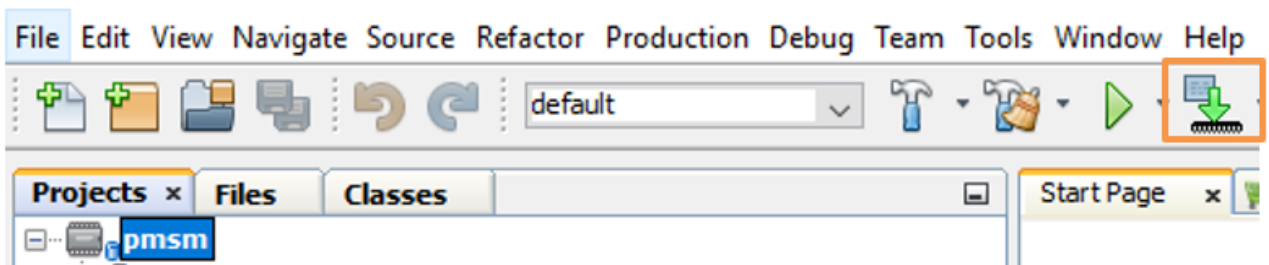 File Edit View Navigate Source Refactor Production Debug Team Tools Window Help
default
Projects Files Classes Start Page
pmsm